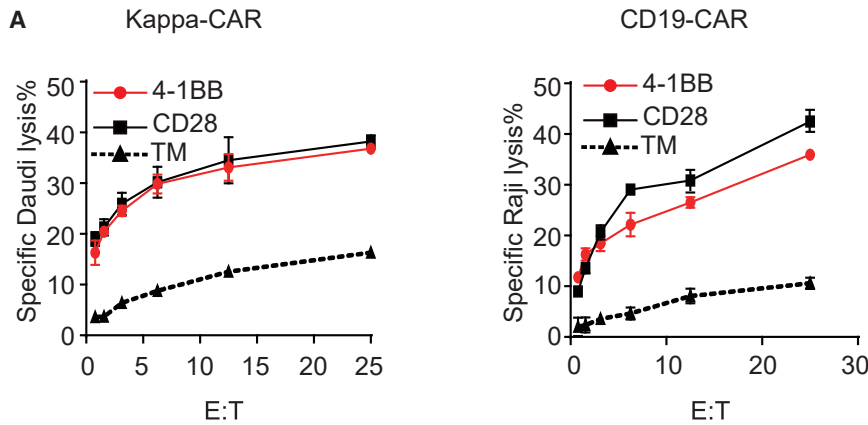 A
Kappa-CAR
Specific Daudi lysis%
50
40
30
20
10
0
4-1BB
CD28
TM
0 5 10 15 20 25
E:T
CD19-CAR
Specific Raji lysis%
50
40
30
20
10
0
4-1BB
CD28
TM
0 10 20 30
E:T